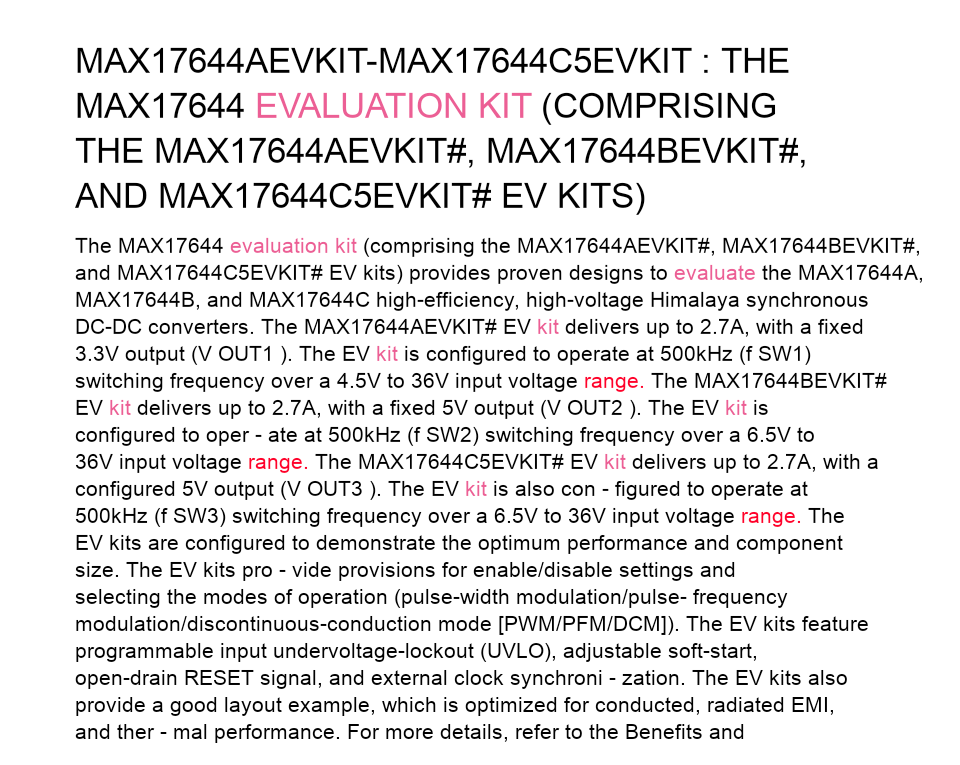 MAX17644AEVKIT-MAX17644C5EVKIT : THE
MAX17644 EVALUATION KIT (COMPRISING
THE MAX17644AEVKIT#, MAX17644BEVKIT#,
AND MAX17644C5EVKIT# EV KITS)
The MAX17644 evaluation kit (comprising the MAX17644AEVKIT#, MAX17644BEVKIT#,
and MAX17644C5EVKIT# EV kits) provides proven designs to evaluate the MAX17644A,
MAX17644B, and MAX17644C high-efficiency, high-voltage Himalaya synchronous
DC-DC converters. The MAX17644AEVKIT# EV kit delivers up to 2.7A, with a fixed
3.3V output (V OUT1 ). The EV kit is configured to operate at 500kHz (f SW1)
switching frequency over a 4.5V to 36V input voltage range. The MAX17644BEVKIT#
EV kit delivers up to 2.7A, with a fixed 5V output (V OUT2 ). The EV kit is
configured to oper - ate at 500kHz (f SW2) switching frequency over a 6.5V to
36V input voltage range. The MAX17644C5EVKIT# EV kit delivers up to 2.7A, with a
configured 5V output (V OUT3 ). The EV kit is also con - figured to operate at
500kHz (f SW3) switching frequency over a 6.5V to 36V input voltage range. The
EV kits are configured to demonstrate the optimum performance and component
size. The EV kits pro - vide provisions for enable/disable settings and
selecting the modes of operation (pulse-width modulation/pulse- frequency
modulation/discontinuous-conduction mode [PWM/PFM/DCM]). The EV kits feature
programmable input undervoltage-lockout (UVLO), adjustable soft-start,
open-drain RESET signal, and external clock synchroni - zation. The EV kits also
provide a good layout example, which is optimized for conducted, radiated EMI,
and ther - mal performance. For more details, refer to the Benefits and